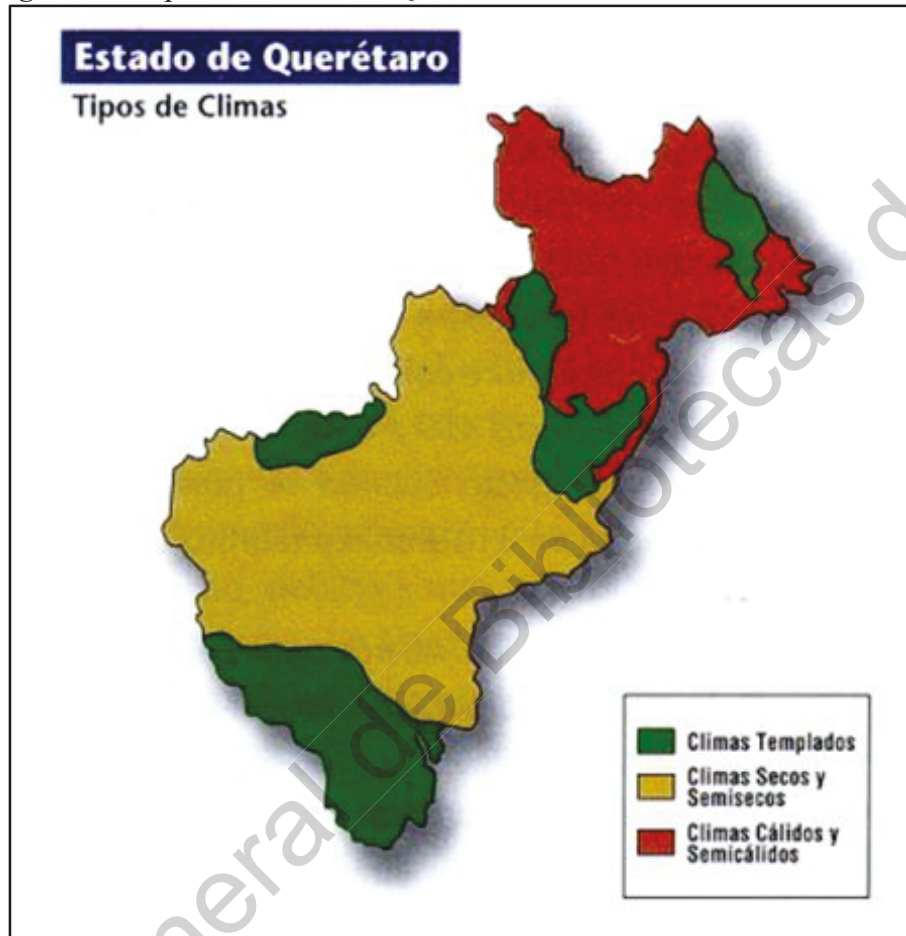 Estado de Querétaro
Tipos de Climas
Climas Templados
Climas Secos y
Semisecos
Climas Cálidos y
Semicálidos
de Bibliotecas